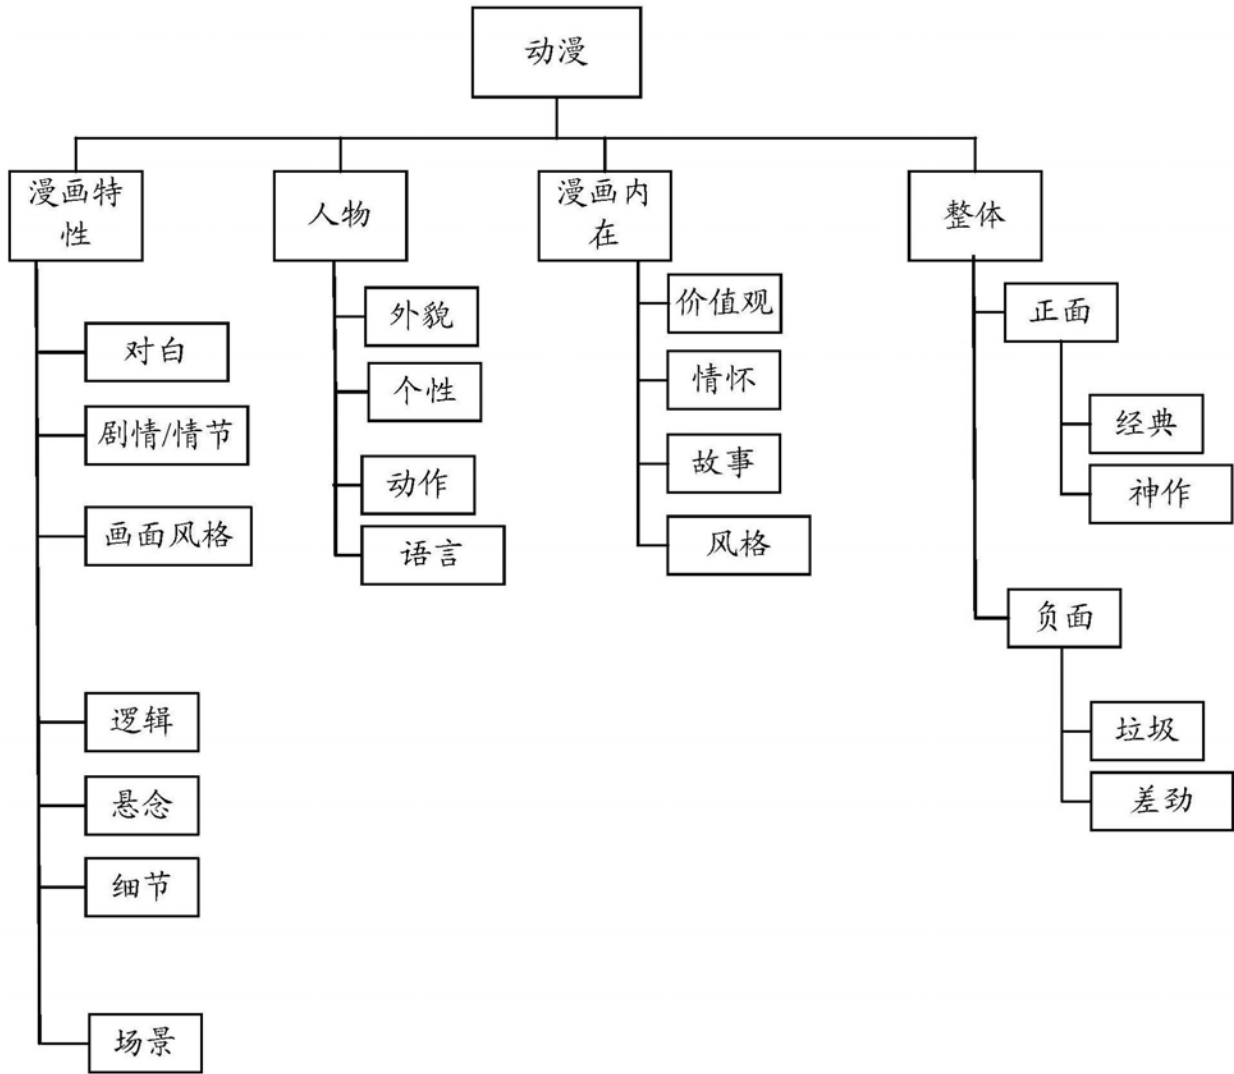 动漫
漫画特
性
人物
漫画内
在
整体
对白
剧情/情节
画面风格
逻辑
悬念
细节
场景
外貌
个性
动作
语言
价值观
情怀
故事
风格
正面
经典
神作
负面
垃圾
差劲